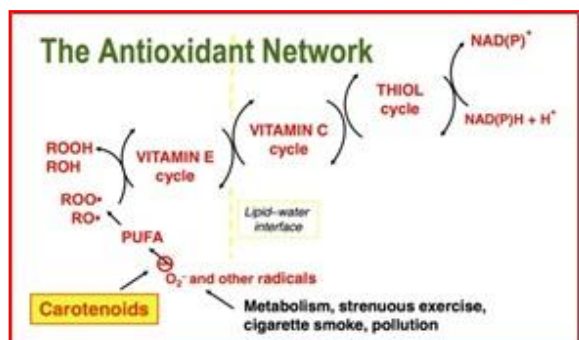 The Antioxidant Network
NAD(P)⁺
THIOL
cycle
NAD(P)H + H⁺
VITAMIN C
cycle
ROOH
ROH
VITAMIN E
cycle
ROO•
RO•
Lipid–water
interface
PUFA
O₂⁻ and other radicals
Carotenoids
Metabolism, strenuous exercise,
cigarette smoke, pollution